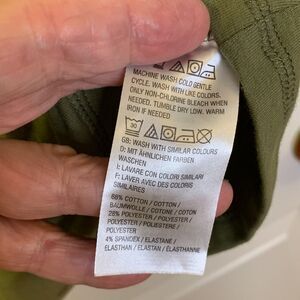 MACHINE WASH COLD GENTLE
CYCLE. WASH WITH LIKE COLORS.
ONLY NON-CHLORINE BLEACH WHEN
NEEDED. TUMBLE DRY LOW. WARM
IRON IF NEEDED
30
GB: WASH WITH SIMILAR COLOURS
D: MIT ÄHNLICHEN FARBEN
WASCHEN
I: LAVARE CON COLORI SIMILARI
F: LAVER AVEC DES COLORIS
SIMILAIRES
68% COTTON / COTTON /
BAUMWOLLE / COTONE / COTON
28% POLYESTER / POLYESTER /
POLYESTER / POLIESTERE /
POLYESTER
4% SPANDEX / ELASTANE /
ELASTHAN / ELASTAN / ÉLASTHANNE